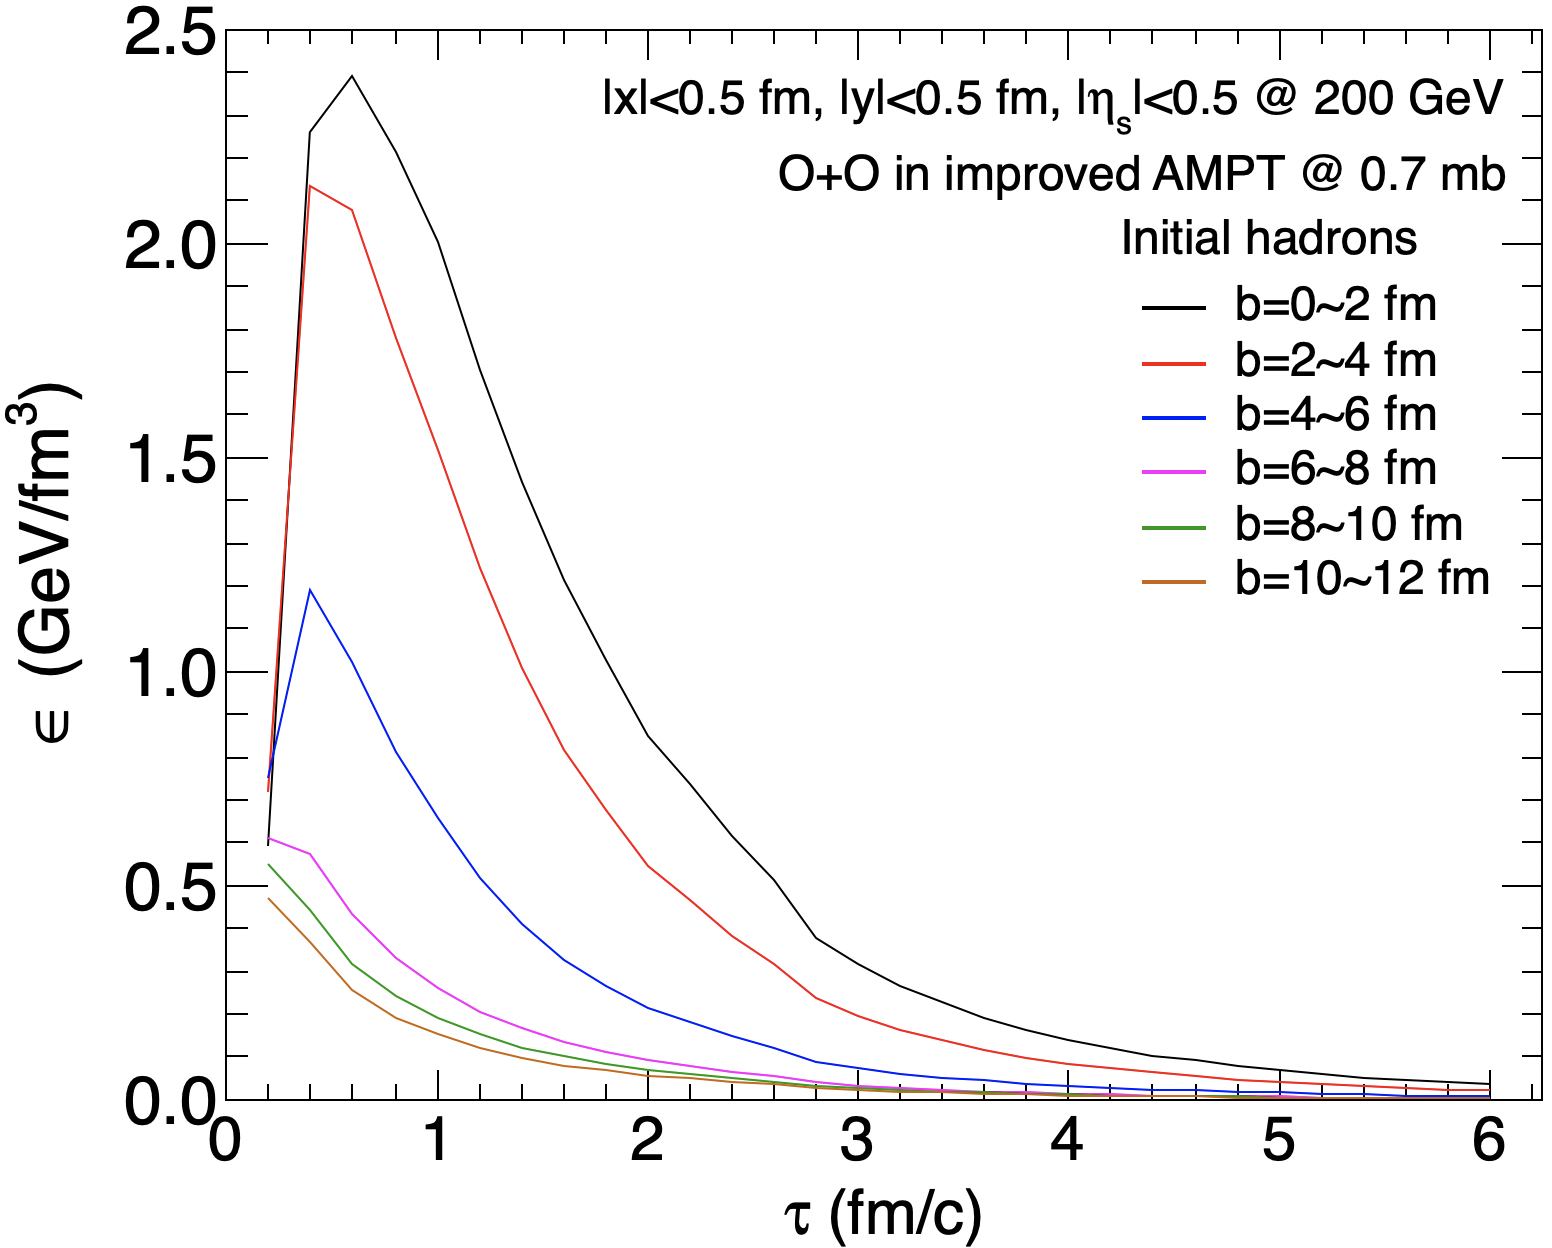 2.5
2.0
1.5
1.0
0.5
0.0
ϵ (GeV/fm³)
|x|<0.5 fm, |y|<0.5 fm, |ηₛ|<0.5 @ 200 GeV
O+O in improved AMPT @ 0.7 mb
Initial hadrons
b=0~2 fm
b=2~4 fm
b=4~6 fm
b=6~8 fm
b=8~10 fm
b=10~12 fm
0 1 2 3 4 5 6
τ (fm/c)